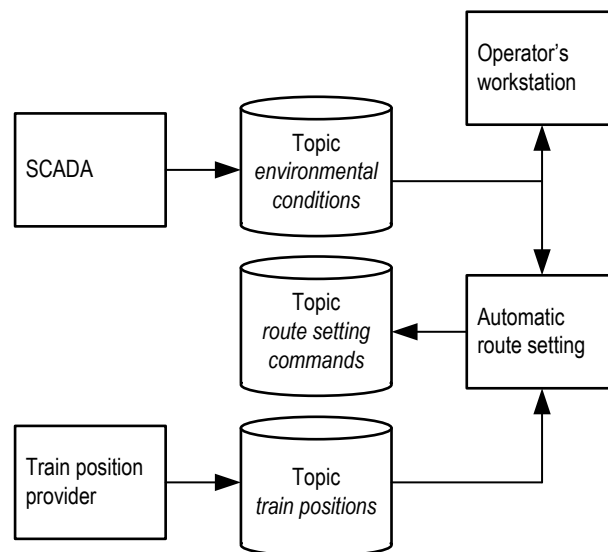 Operator’s
workstation
SCADA
Topic
environmental
conditions
Topic
route setting
commands
Automatic
route setting
Train position
provider
Topic
train positions